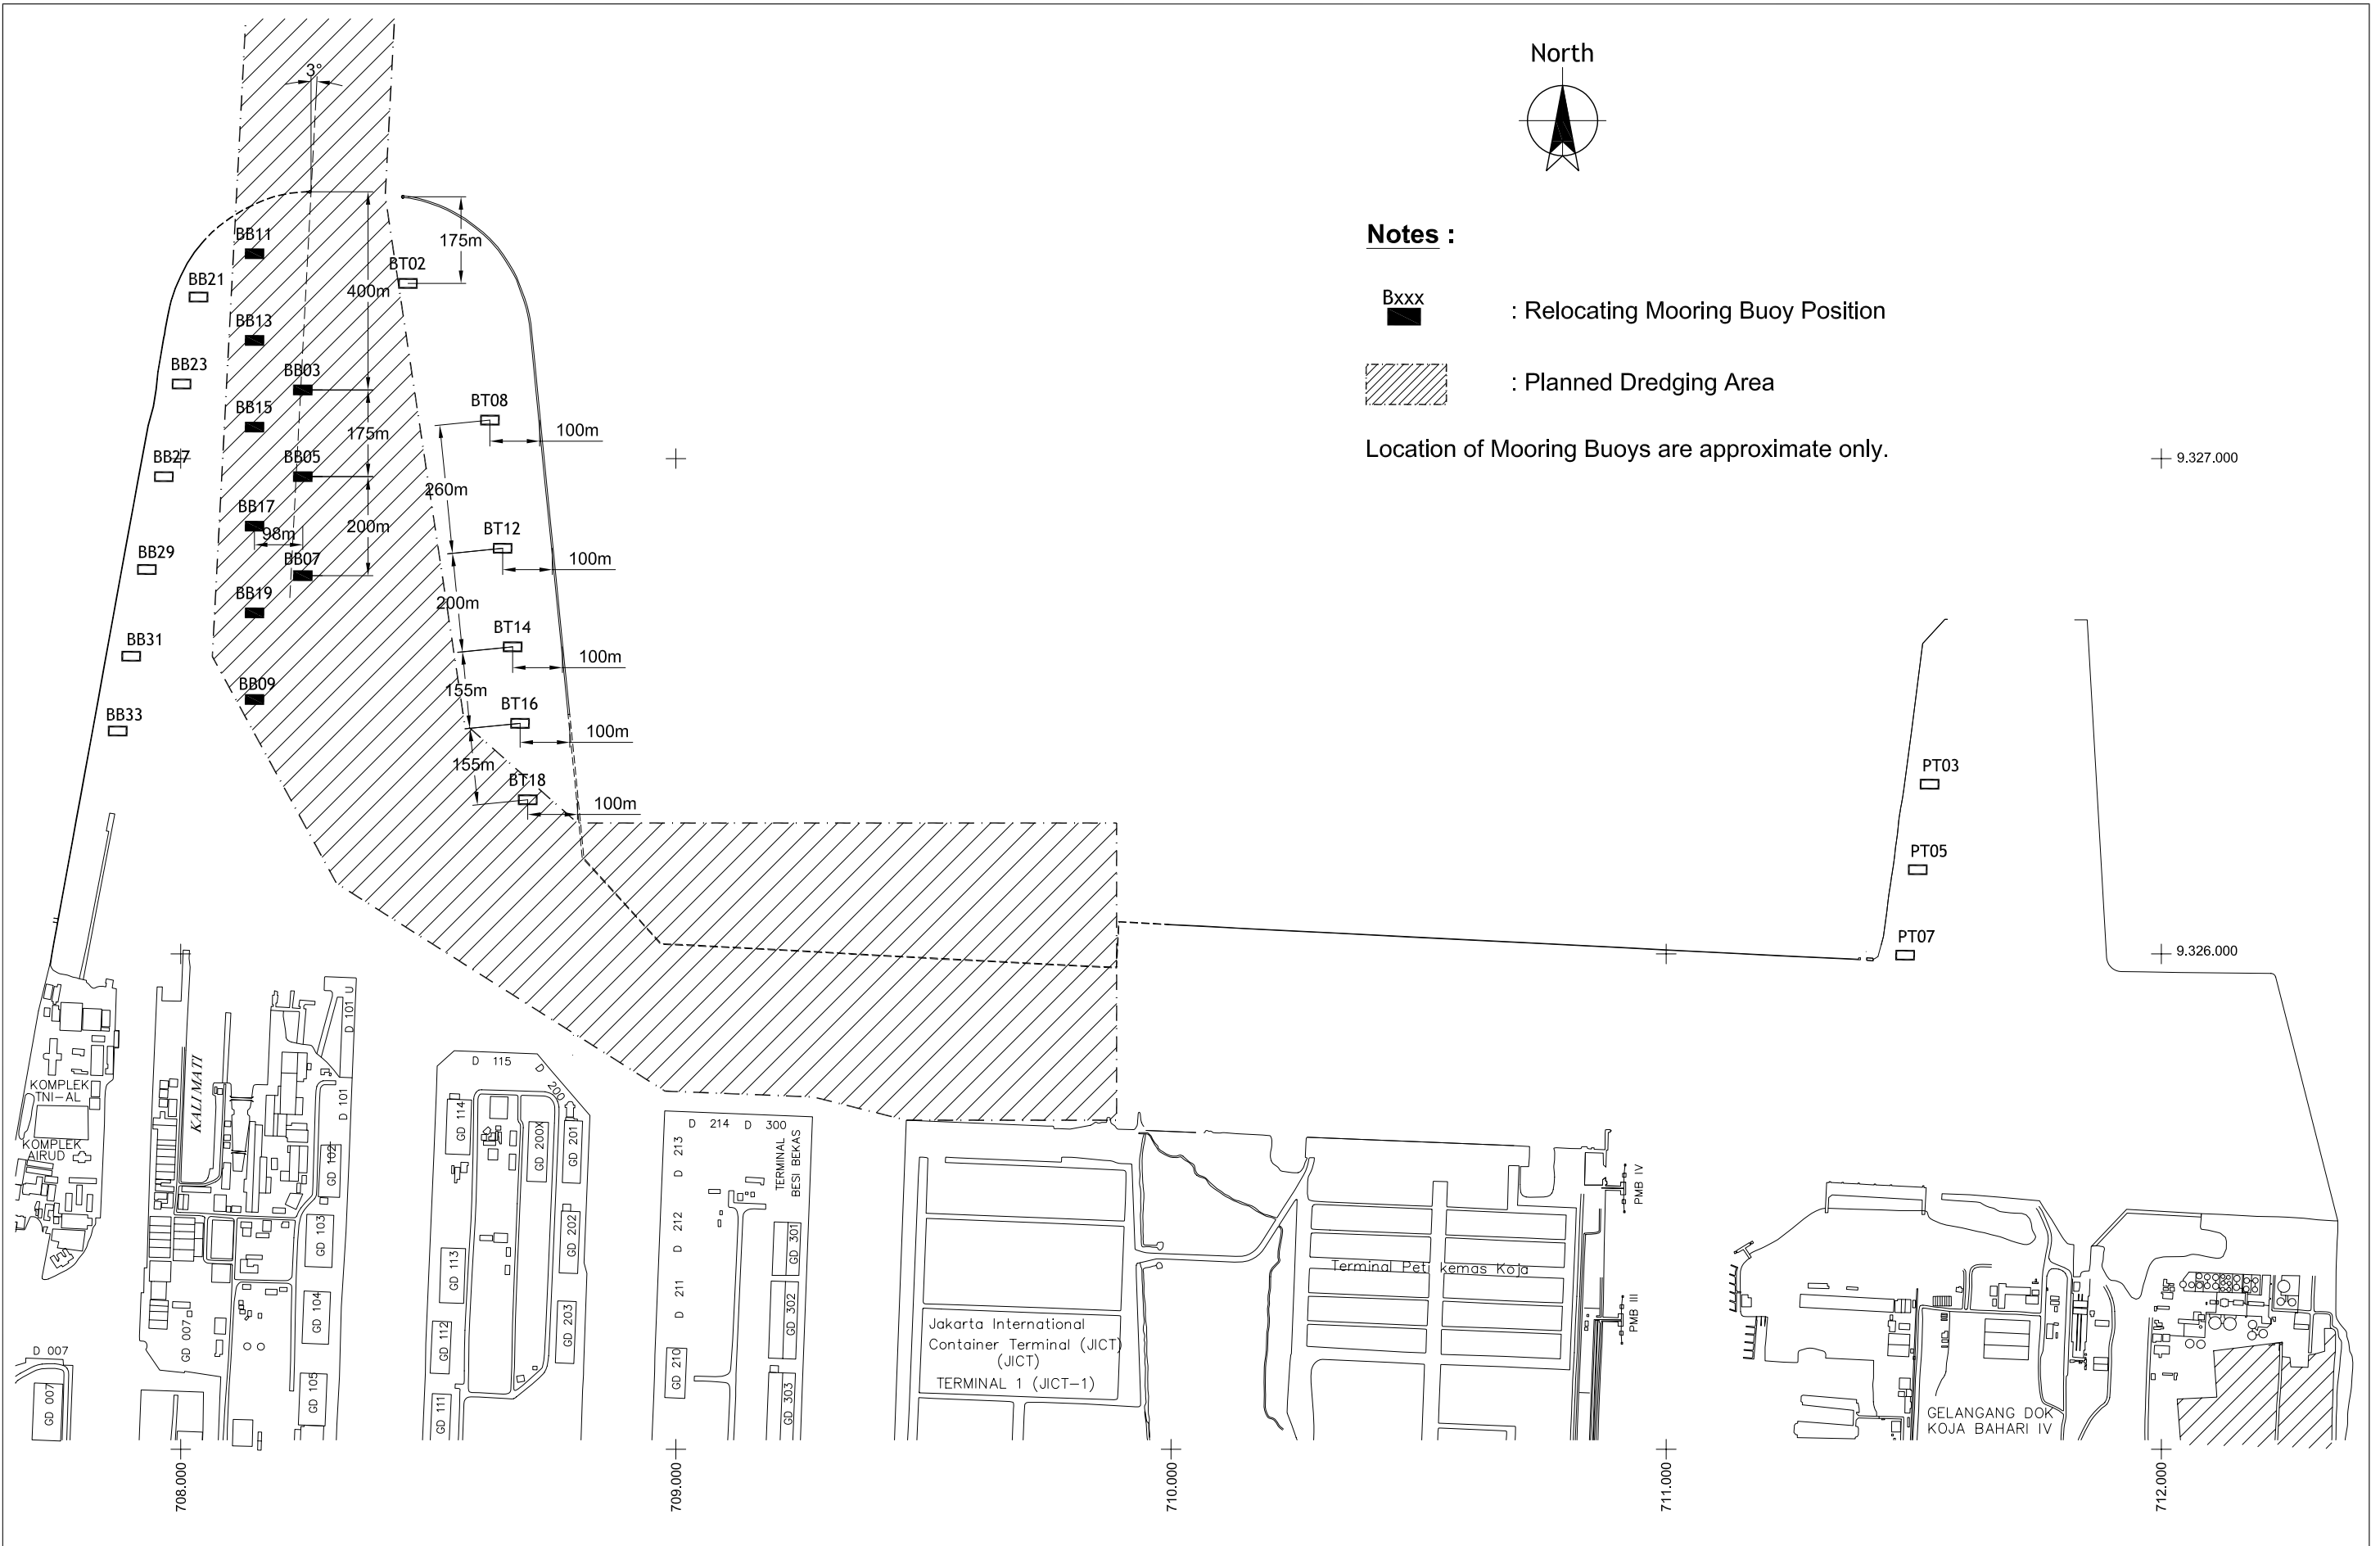 3°
North
Notes :
Bxxx
: Relocating Mooring Buoy Position
: Planned Dredging Area
Location of Mooring Buoys are approximate only.
BB11
BB21
BB13
BB23
BB03
BB15
BB27
BB05
BB17
98m
BB29
BB07
BB19
BB31
BB09
BB33
400m
175m
200m
175m
BT02
BT08
100m
260m
BT12
100m
200m
BT14
100m
155m
BT16
100m
155m
BT18
100m
9.327.000
PT03
PT05
PT07
9.326.000
KOMPLEK
TNI-AL
KOMPLEK
AIRUD
KALI MATI
D 101 U
D 101
GD 102
GD 103
GD 104
GD 105
GD 007
D 007
GD 007
D 115
D 200
GD 114
GD 200X
GD 201
GD 202
GD 113
GD 203
GD 112
GD 111
D 214 D 300
D 213
D 212
D 211
GD 210
TERMINAL
BESI BEKAS
GD 301
GD 302
GD 303
Jakarta International
Container Terminal (JICT)
(JICT)
TERMINAL 1 (JICT-1)
Terminal Peti kemas Koja
PMB IV
PMB III
GELANGANG DOK
KOJA BAHARI IV
708.000
709.000
710.000
711.000
712.000